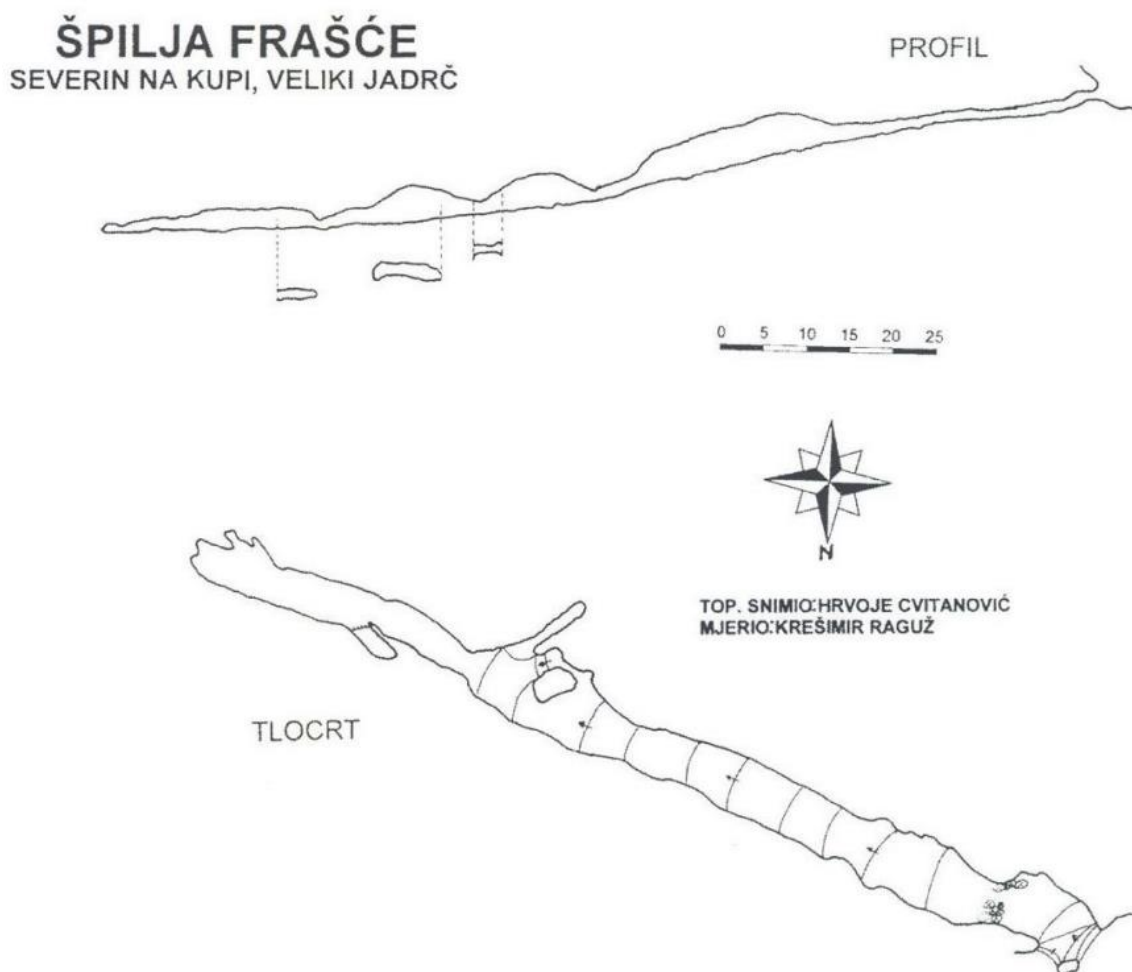 ŠPILJA FRAŠĆE
SEVERIN NA KUPI, VELIKI JADRČ
PROFIL
0 5 10 15 20 25
N
TOP. SNIMIO:HRVOJE CVITANOVIĆ
MJERIO:KREŠIMIR RAGUŽ
TLOCRT